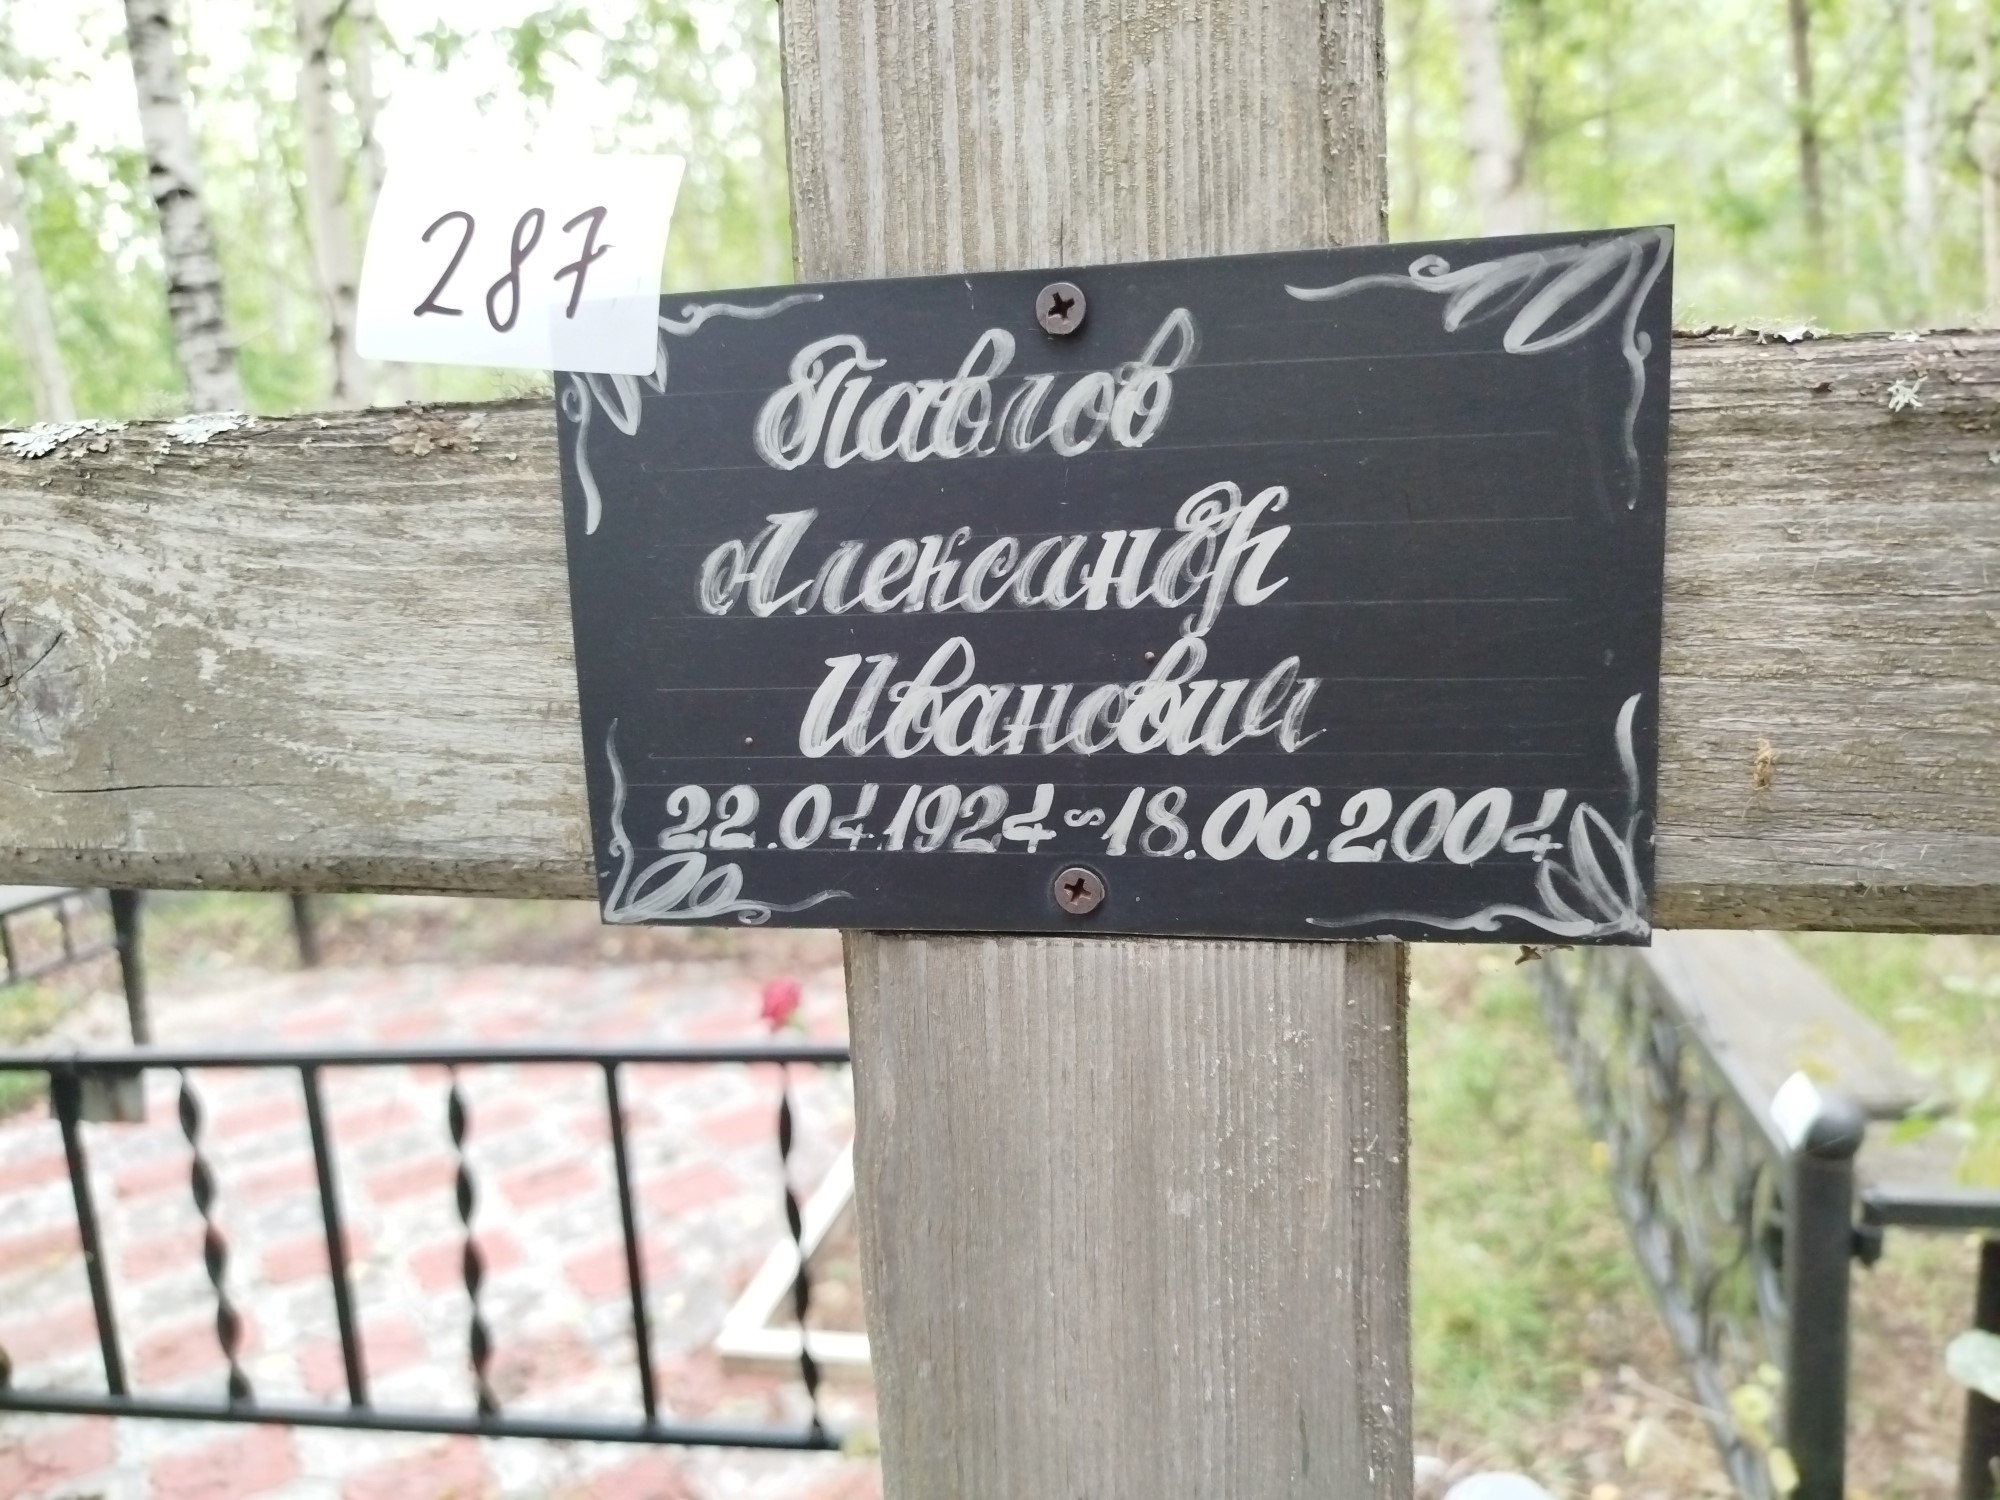 287
Павлов
Александр
Иванович
22.04.1924~18.06.2004